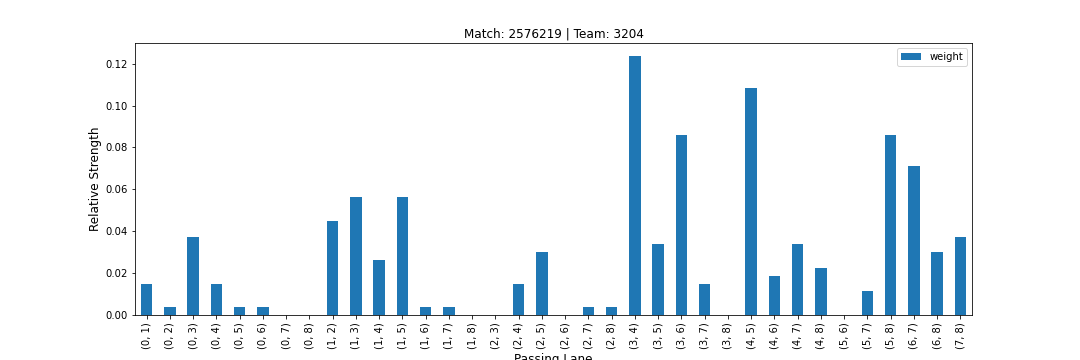 Match: 2576219 | Team: 3204
weight
Relative Strength
0.12
0.10
0.08
0.06
0.04
0.02
0.00
(0, 1) (0, 2) (0, 3) (0, 4) (0, 5) (0, 6) (0, 7) (0, 8) (1, 2) (1, 3) (1, 4) (1, 5) (1, 6) (1, 7) (1, 8) (2, 3) (2, 4) (2, 5) (2, 6) (2, 7) (2, 8) (3, 4) (3, 5) (3, 6) (3, 7) (3, 8) (4, 5) (4, 6) (4, 7) (4, 8) (5, 6) (5, 7) (5, 8) (6, 7) (6, 8) (7, 8)
Passing Lane